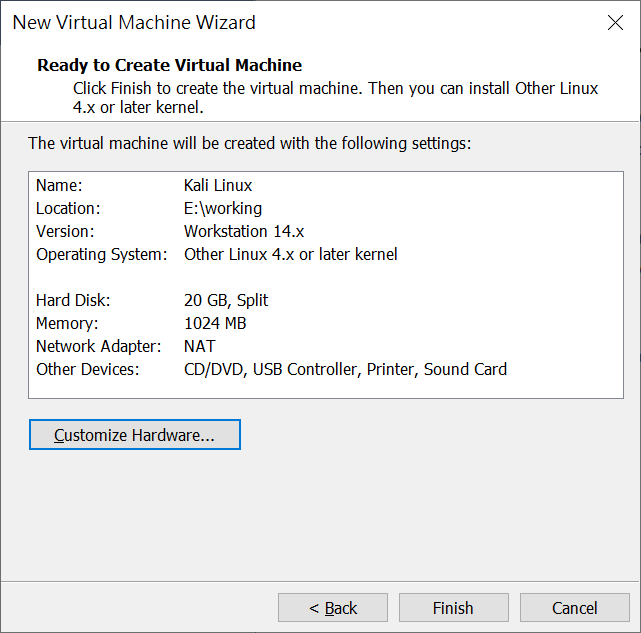 New Virtual Machine Wizard
Ready to Create Virtual Machine
Click Finish to create the virtual machine. Then you can install Other Linux
4.x or later kernel.
The virtual machine will be created with the following settings:
Name: Kali Linux
Location: E:\working
Version: Workstation 14.x
Operating System: Other Linux 4.x or later kernel
Hard Disk: 20 GB, Split
Memory: 1024 MB
Network Adapter: NAT
Other Devices: CD/DVD, USB Controller, Printer, Sound Card
Customize Hardware...
< Back Finish Cancel